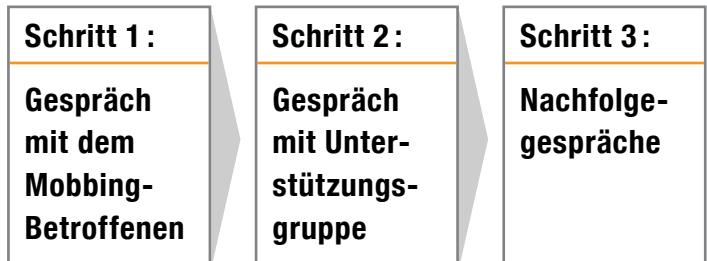 Schritt 1:
Gespräch
mit dem
Mobbing-
Betroffenen
Schritt 2:
Gespräch
mit Unter-
stützungs-
gruppe
Schritt 3:
Nachfolge-
gespräche